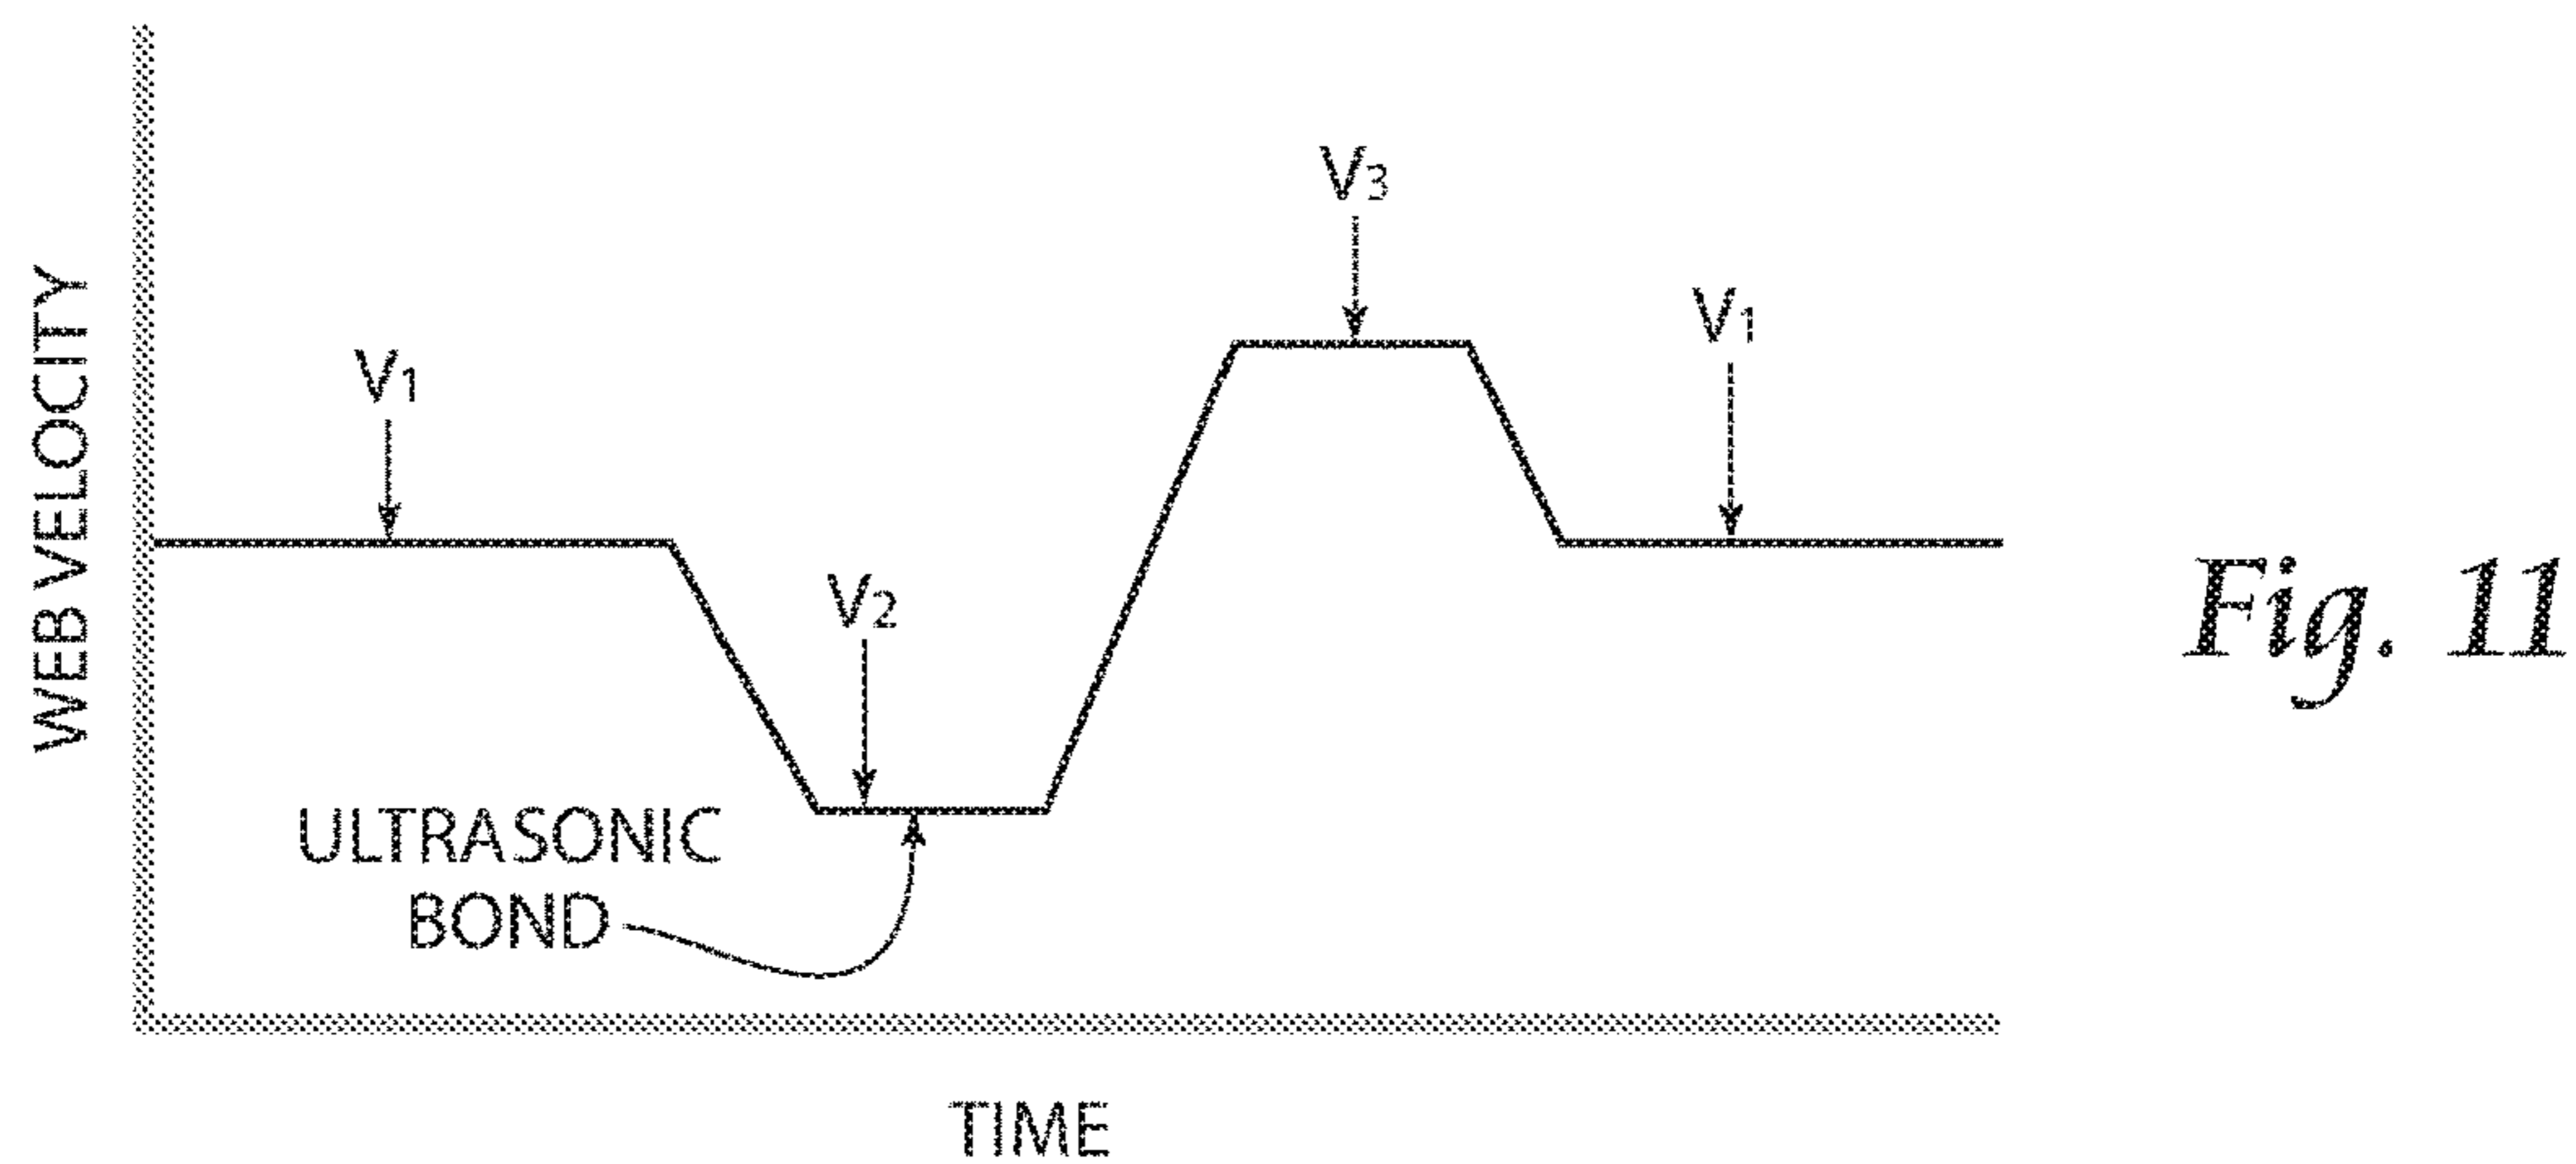 WEB VELOCITY
V1
V2
V3
V1
ULTRASONIC
BOND
TIME
Fig. 11